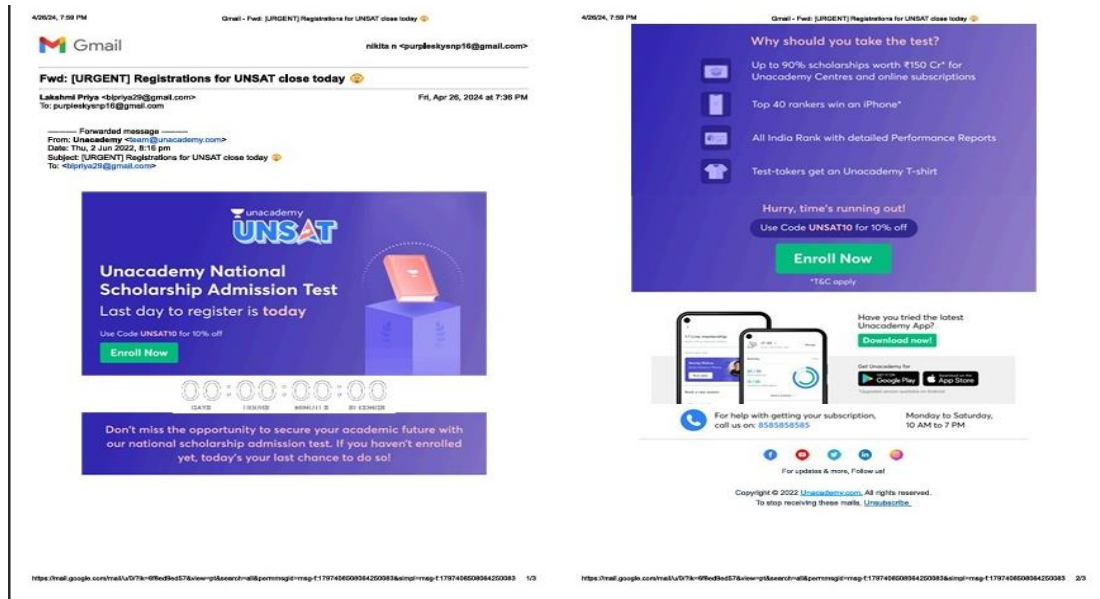 4/26/24, 7:59 PM
Gmail - Fwd: [URGENT] Registrations for UNSAT close today 😨
Gmail
nikita n <purpleskysnp16@gmail.com>
Fwd: [URGENT] Registrations for UNSAT close today
Lakshmi Priya <blpriya29@gmail.com>
Fri, Apr 26, 2024 at 7:36 PM
To: purpleskysnp16@gmail.com
---------- Forwarded message ----------
From: Unacademy <team@unacademy.com>
Date: Thu, 2 Jun 2022, 8:16 pm
Subject: [URGENT] Registrations for UNSAT close today
To: <blpriya29@gmail.com>
unacademy
UNSAT
Unacademy National
Scholarship Admission Test
Last day to register is today
Use Code UNSAT10 for 10% off
Enroll Now
00:00:00:00
DAYS HOURS MINUTES SECONDS
Don't miss the opportunity to secure your academic future with
our national scholarship admission test. If you haven't enrolled
yet, today's your last chance to do so!
1/3
4/26/24, 7:59 PM
Gmail - Fwd: [URGENT] Registrations for UNSAT close today
Why should you take the test?
Up to 90% scholarships worth ₹150 Cr* for
Unacademy Centres and online subscriptions
Top 40 rankers win an iPhone*
All India Rank with detailed Performance Reports
Test-takers get an Unacademy T-shirt
Hurry, time's running out!
Use Code UNSAT10 for 10% off
Enroll Now
*T&C apply
Have you tried the latest
Unacademy App?
Download now!
Get Unacademy for
GET IT ON
Google Play
Download on the
App Store
For help with getting your subscription,
call us on: 8585858585
Monday to Saturday,
10 AM to 7 PM
For updates & more, Follow us!
Copyright © 2022 Unacademy.com, All rights reserved.
To stop receiving these mails, Unsubscribe
2/3